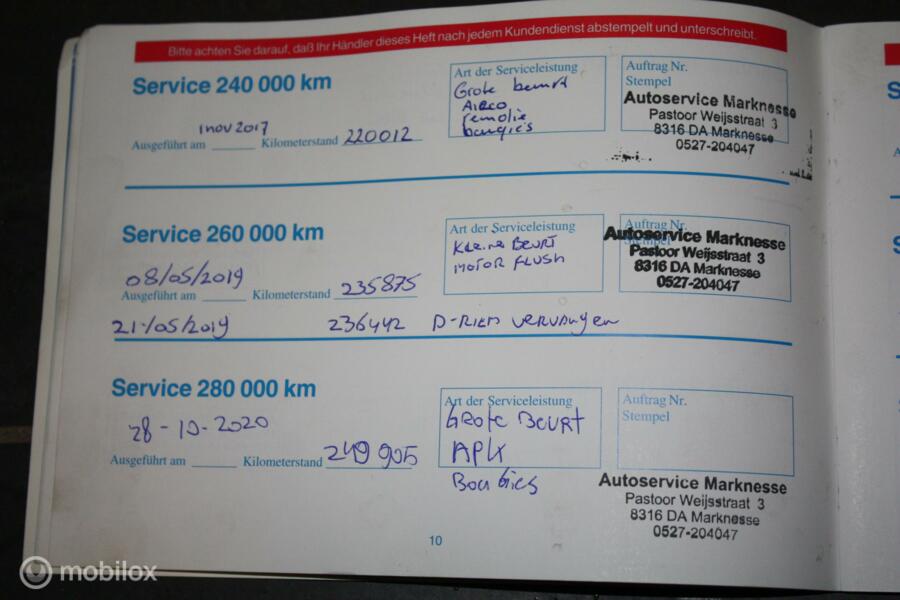 Bitte achten Sie darauf, daß Ihr Händler dieses Heft nach jedem Kundendienst abstempelt und unterschreibt.
Service 240 000 km
Art der Serviceleistung
Grote beurt
Airco
remolie
bougie's
Auftrag Nr.
Stempel
Autoservice Marknesse
Pastoor Weijsstraat 3
8316 DA Marknesse
0527-204047
1 nov 2017
Ausgeführt am
Kilometerstand 220012
Service 260 000 km
Art der Serviceleistung
Kleine Beurt
Motor Flush
Auftrag Nr.
Stempel
Autoservice Marknesse
Pastoor Weijsstraat 3
8316 DA Marknesse
0527-204047
08/05/2019
Ausgeführt am
Kilometerstand 235875
21/05/2019 236442 D-riem vervangen
Service 280 000 km
Art der Serviceleistung
Grote Beurt
APK
Bougies
Auftrag Nr.
Stempel
28-10-2020
Ausgeführt am
Kilometerstand 249905
Autoservice Marknesse
Pastoor Weijsstraat 3
8316 DA Marknesse
0527-204047
10
mobilox